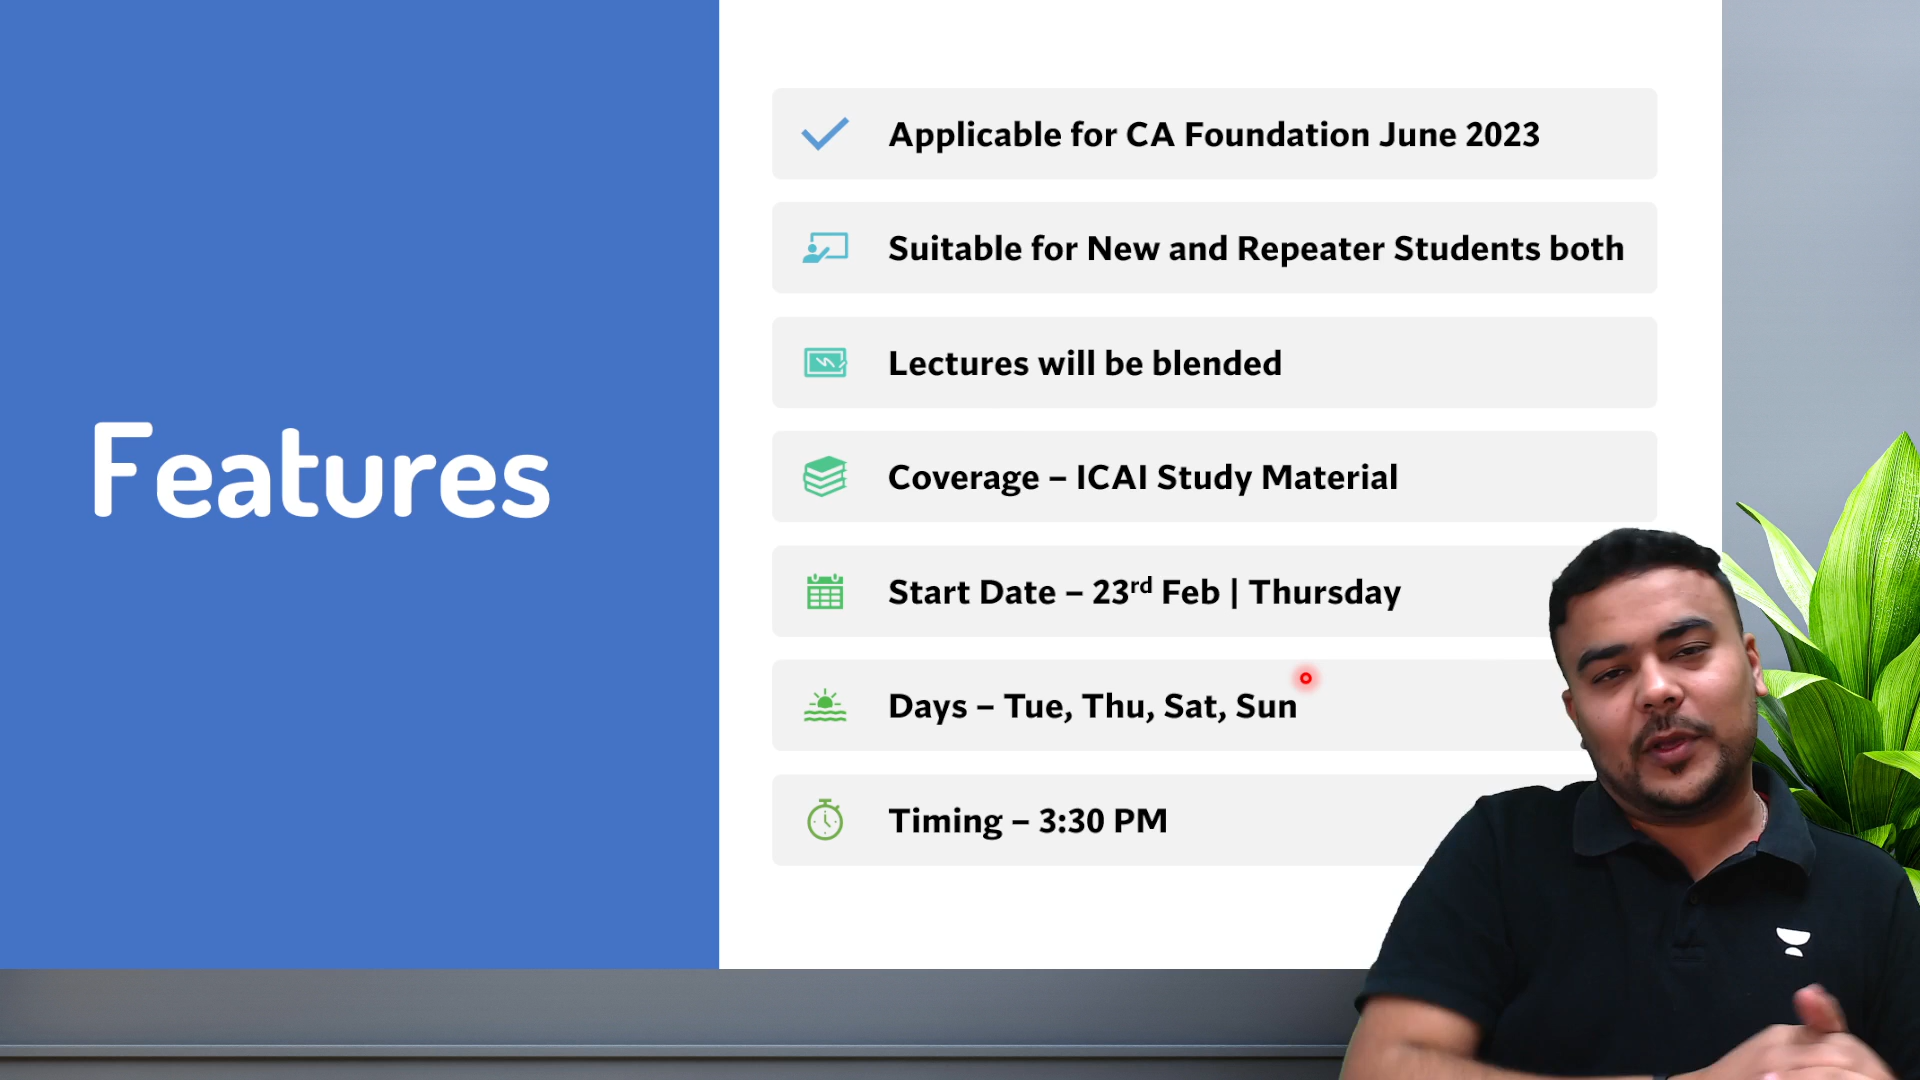 Features
Applicable for CA Foundation June 2023
Suitable for New and Repeater Students both
Lectures will be blended
Coverage – ICAI Study Material
Start Date – 23rd Feb | Thursday
Days – Tue, Thu, Sat, Sun
Timing – 3:30 PM